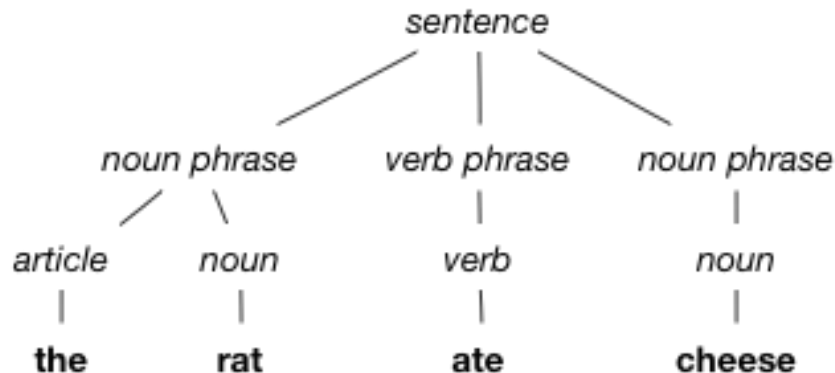 sentence
noun phrase verb phrase noun phrase
article noun verb noun
the rat ate cheese